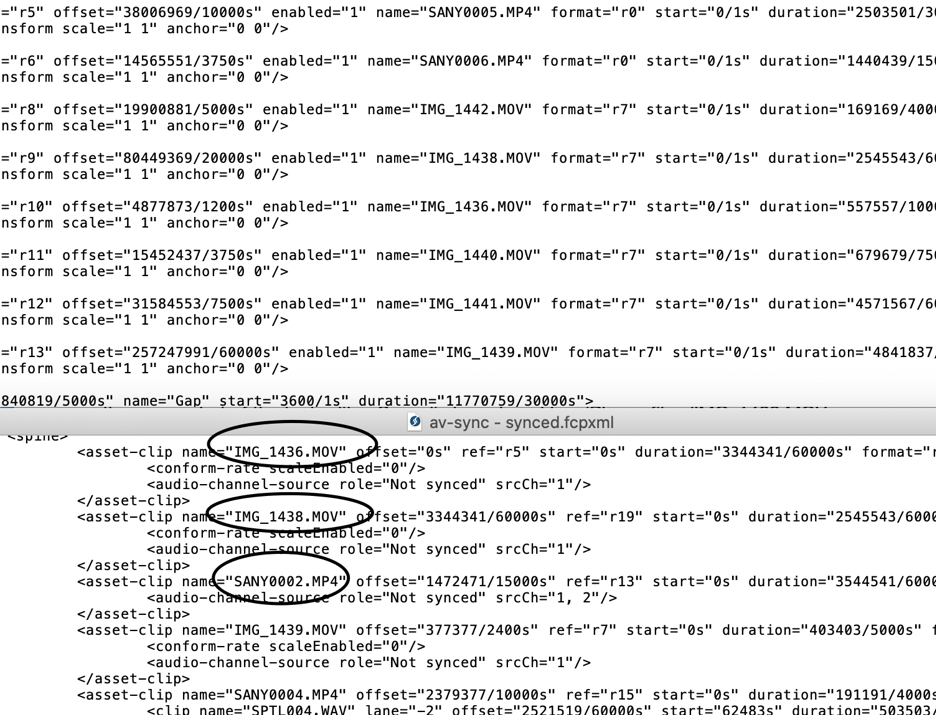 ="r5" offset="38006969/10000s" enabled="1" name="SANY0005.MP4" format="r0" start="0/1s" duration="2503501/30
nsform scale="1 1" anchor="0 0"/>
="r6" offset="14565551/3750s" enabled="1" name="SANY0006.MP4" format="r0" start="0/1s" duration="1440439/150
nsform scale="1 1" anchor="0 0"/>
="r8" offset="19900881/5000s" enabled="1" name="IMG_1442.MOV" format="r7" start="0/1s" duration="169169/4000
nsform scale="1 1" anchor="0 0"/>
="r9" offset="80449369/20000s" enabled="1" name="IMG_1438.MOV" format="r7" start="0/1s" duration="2545543/60
nsform scale="1 1" anchor="0 0"/>
="r10" offset="4877873/1200s" enabled="1" name="IMG_1436.MOV" format="r7" start="0/1s" duration="557557/1000
nsform scale="1 1" anchor="0 0"/>
="r11" offset="15452437/3750s" enabled="1" name="IMG_1440.MOV" format="r7" start="0/1s" duration="679679/750
nsform scale="1 1" anchor="0 0"/>
="r12" offset="31584553/7500s" enabled="1" name="IMG_1441.MOV" format="r7" start="0/1s" duration="4571567/60
nsform scale="1 1" anchor="0 0"/>
="r13" offset="257247991/60000s" enabled="1" name="IMG_1439.MOV" format="r7" start="0/1s" duration="4841837/
nsform scale="1 1" anchor="0 0"/>
840819/5000s" name="Gap" start="3600/1s" duration="11770759/30000s">
av-sync - synced.fcpxml
<spine>
<asset-clip name="IMG_1436.MOV" offset="0s" ref="r5" start="0s" duration="3344341/60000s" format="r
<conform-rate scaleEnabled="0"/>
<audio-channel-source role="Not synced" srcCh="1"/>
</asset-clip>
<asset-clip name="IMG_1438.MOV" offset="3344341/60000s" ref="r19" start="0s" duration="2545543/6000
<conform-rate scaleEnabled="0"/>
<audio-channel-source role="Not synced" srcCh="1"/>
</asset-clip>
<asset-clip name="SANY0002.MP4" offset="1472471/15000s" ref="r13" start="0s" duration="3544541/6000
<audio-channel-source role="Not synced" srcCh="1, 2"/>
</asset-clip>
<asset-clip name="IMG_1439.MOV" offset="377377/2400s" ref="r7" start="0s" duration="403403/5000s" f
<conform-rate scaleEnabled="0"/>
<audio-channel-source role="Not synced" srcCh="1"/>
</asset-clip>
<asset-clip name="SANY0004.MP4" offset="2379377/10000s" ref="r15" start="0s" duration="191191/4000s
<clip name="SPTL004.WAV" lane="-2" offset="2521519/60000s" start="62483s" duration="503503/